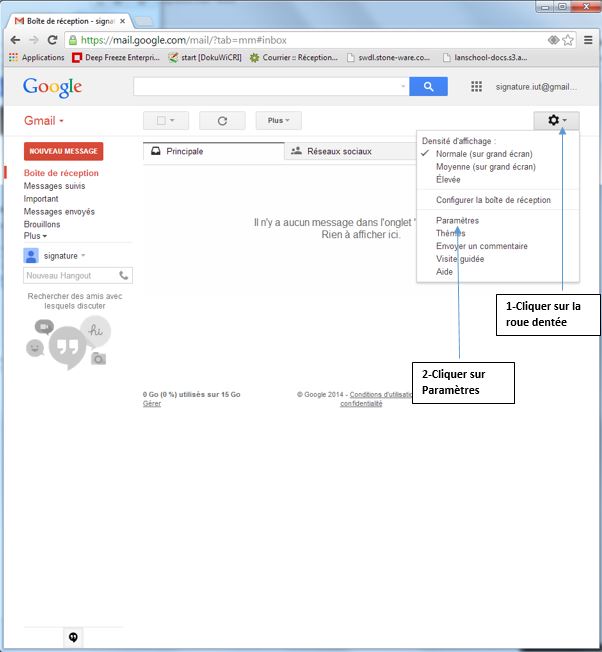 Boîte de réception - signat
https://mail.google.com/mail/?tab=mm#inbox
Applications Deep Freeze Enterpri... start [DokuWiCRI] Courrier :: Réception... swdl.stone-ware.co... lanschool-docs.s3.a...
Google
signature.iut@gmail...
Gmail
Plus
NOUVEAU MESSAGE
Boîte de réception
Messages suivis
Important
Messages envoyés
Brouillons
Plus
signature
Nouveau Hangout
Rechercher des amis avec
lesquels discuter
hi
Principale
Réseaux sociaux
Il n'y a aucun message dans l'onglet "
Rien à afficher ici.
Densité d'affichage :
Normale (sur grand écran)
Moyenne (sur grand écran)
Élevée
Configurer la boîte de réception
Paramètres
Thèmes
Envoyer un commentaire
Visite guidée
Aide
1-Cliquer sur la
roue dentée
2-Cliquer sur
Paramètres
0 Go (0 %) utilisés sur 15 Go
Gérer
© Google 2014 - Conditions d'utilisation
confidentialité